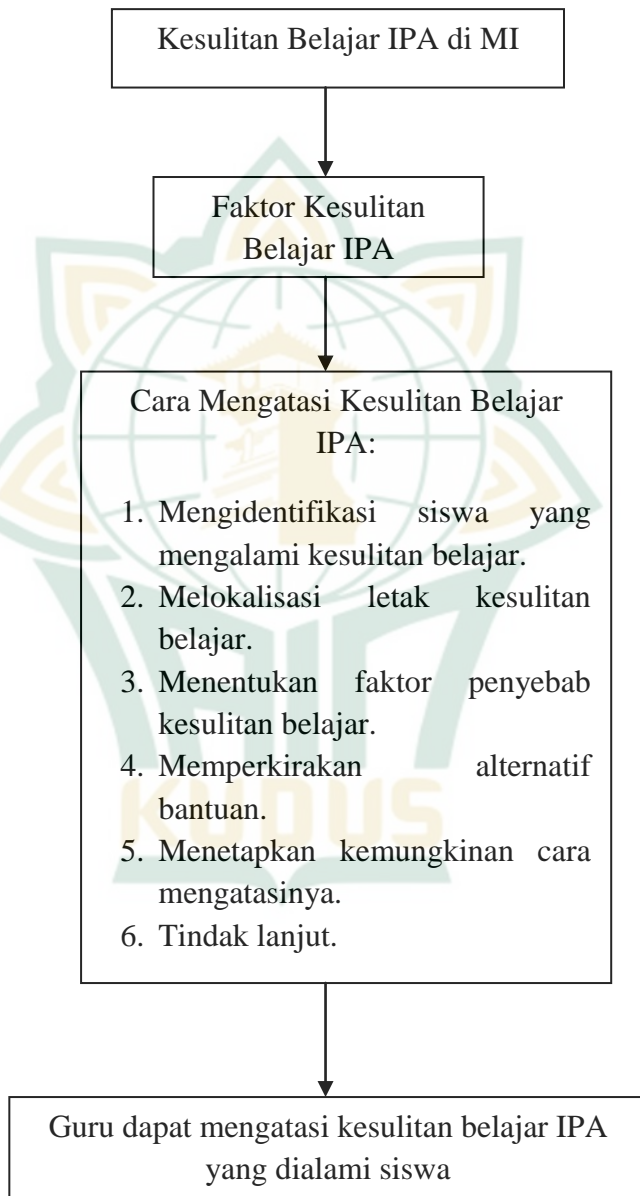 Kesulitan Belajar IPA di MI
Faktor Kesulitan
Belajar IPA
Cara Mengatasi Kesulitan Belajar
IPA:
1. Mengidentifikasi siswa yang
mengalami kesulitan belajar.
2. Melokalisasi letak kesulitan
belajar.
3. Menentukan faktor penyebab
kesulitan belajar.
4. Memperkirakan alternatif
bantuan.
5. Menetapkan kemungkinan cara
mengatasinya.
6. Tindak lanjut.
KUDUS
Guru dapat mengatasi kesulitan belajar IPA
yang dialami siswa